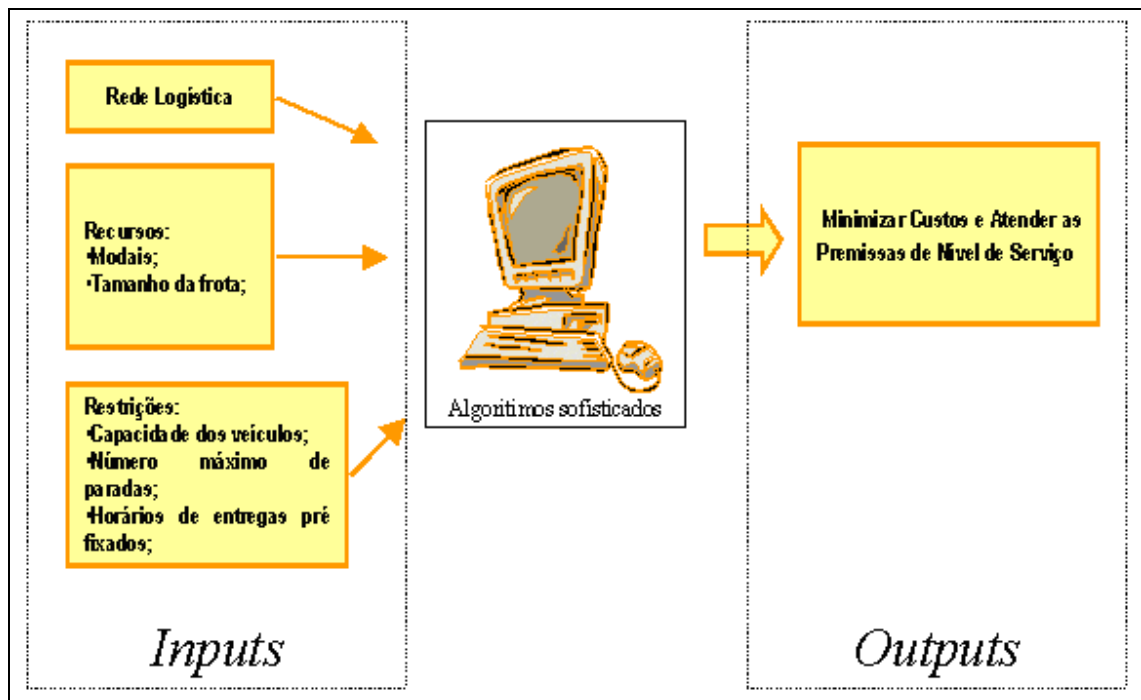 Rede Logística
Recursos:
•Modais;
•Tamanho da frota;
Restrições:
•Capacidade dos veículos;
•Número máximo de
paradas;
•Horários de entregas pré
fixados;
Algoritimos sofisticados
Minimizar Custos e Atender as
Premissas de Nível de Serviço
Inputs
Outputs